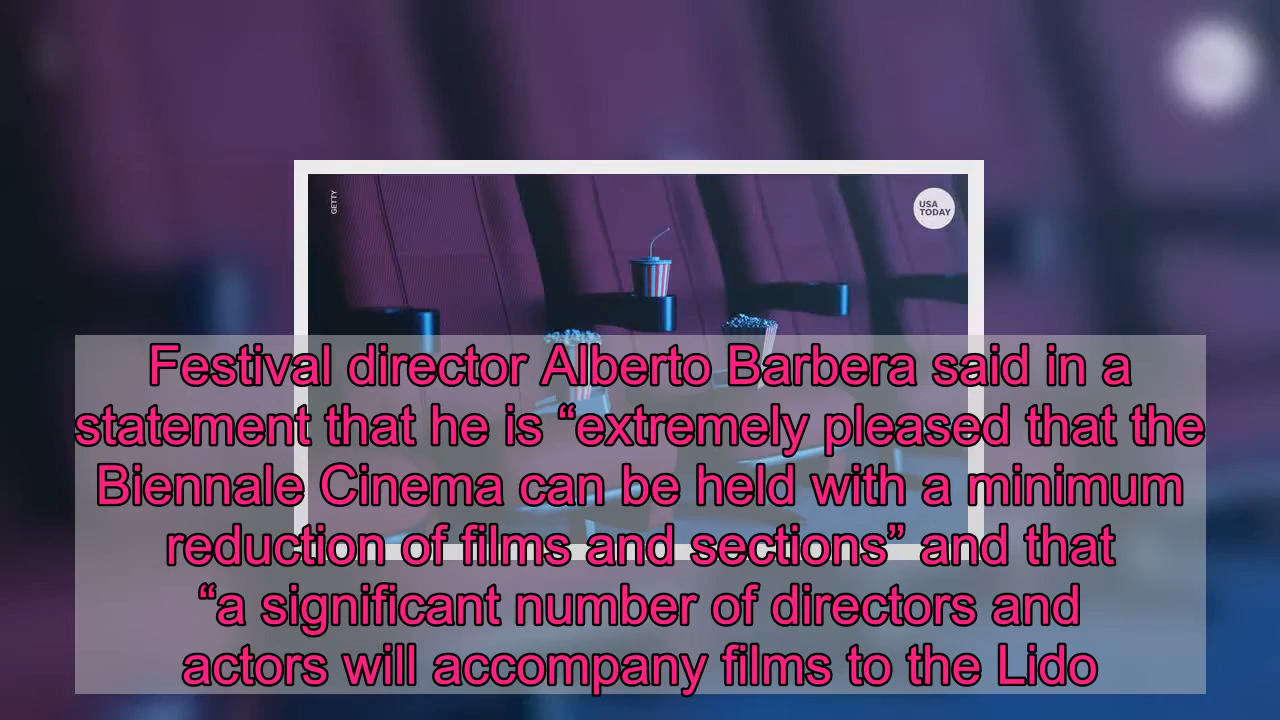 GETTY
USA
TODAY
Festival director Alberto Barbera said in a
statement that he is “extremely pleased that the
Biennale Cinema can be held with a minimum
reduction of films and sections” and that
“a significant number of directors and
actors will accompany films to the Lido